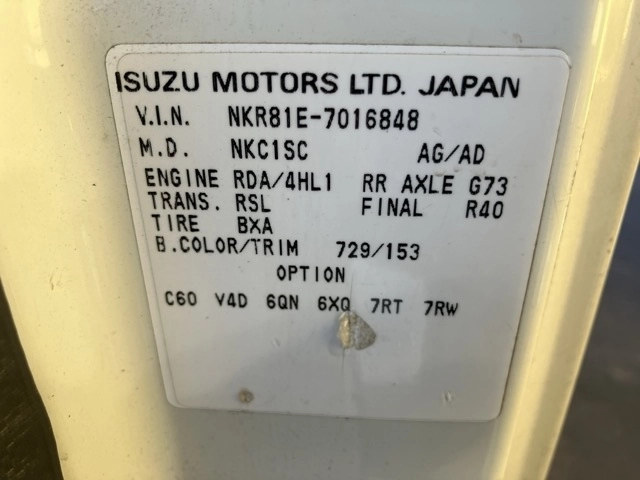 ISUZU MOTORS LTD. JAPAN
V.I.N. NKR81E-7016848
M.D. NKC1SC AG/AD
ENGINE RDA/4HL1 RR AXLE G73
TRANS. RSL FINAL R40
TIRE BXA
B.COLOR/TRIM 729/153
OPTION
C60 V4D 6QN 6XQ 7RT 7RW